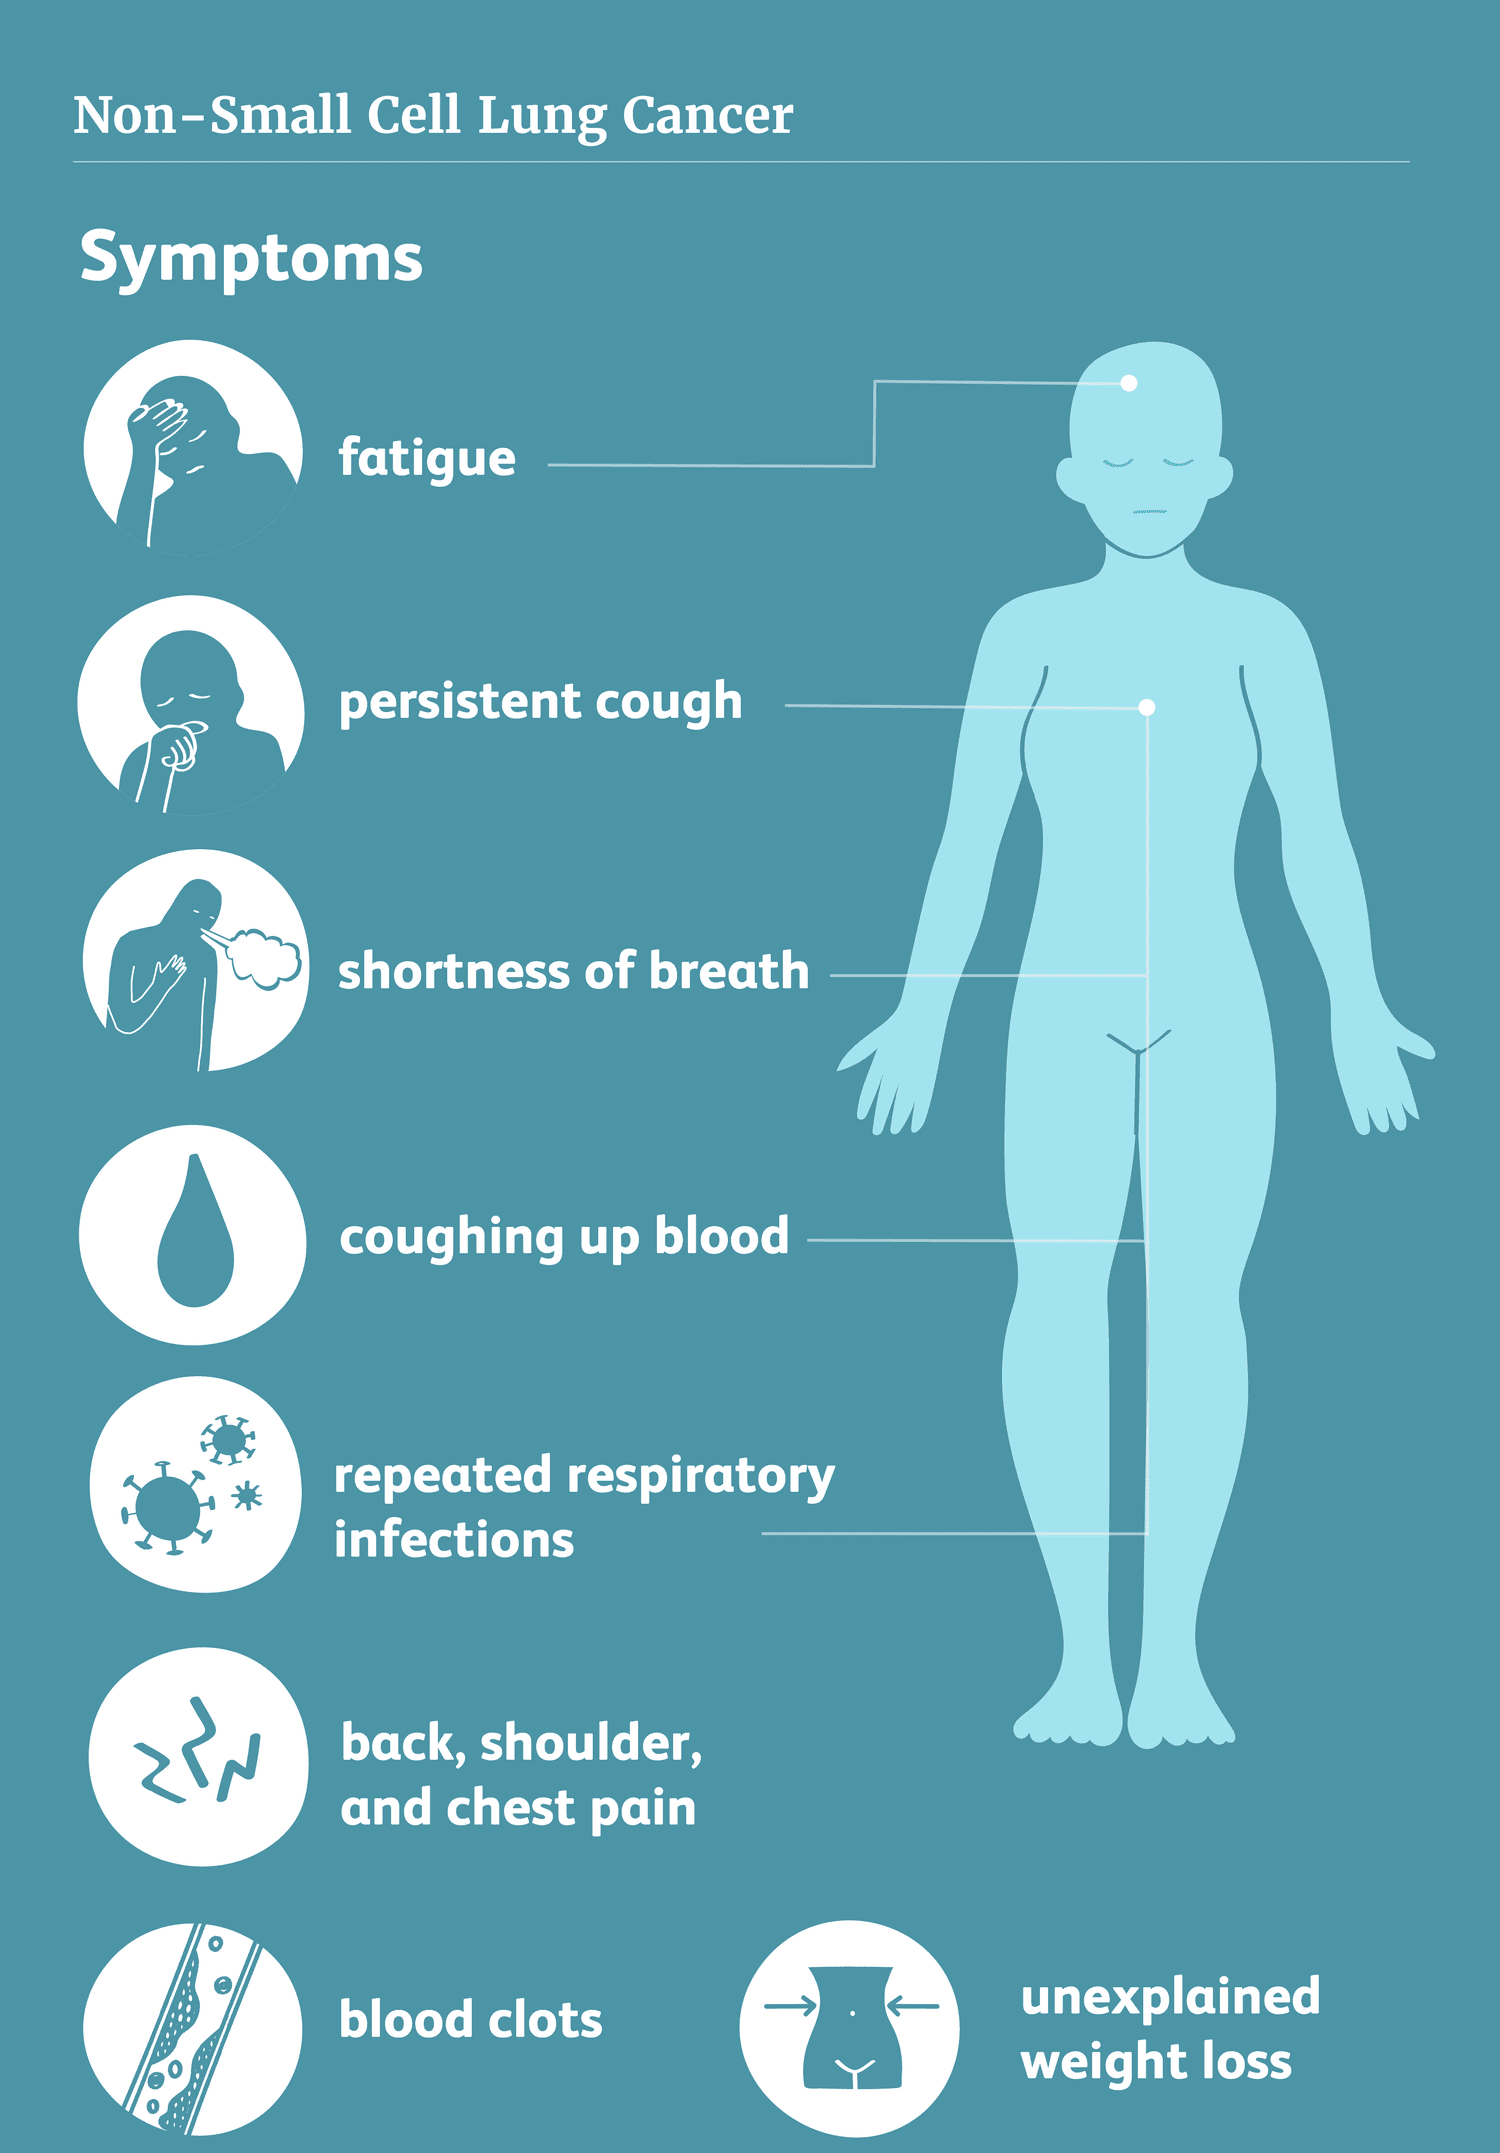 Non-Small Cell Lung Cancer
Symptoms
fatigue
persistent cough
shortness of breath
coughing up blood
repeated respiratory
infections
back, shoulder,
and chest pain
blood clots
unexplained
weight loss